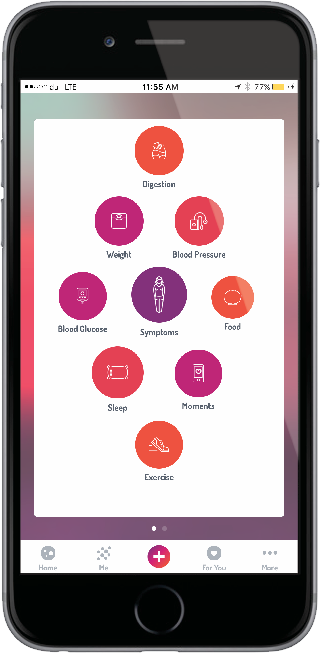 LTE 11:55 AM 77%
Digestion
Weight Blood Pressure
Blood Glucose Symptoms Food
Sleep Moments
Exercise
Home Me For You More